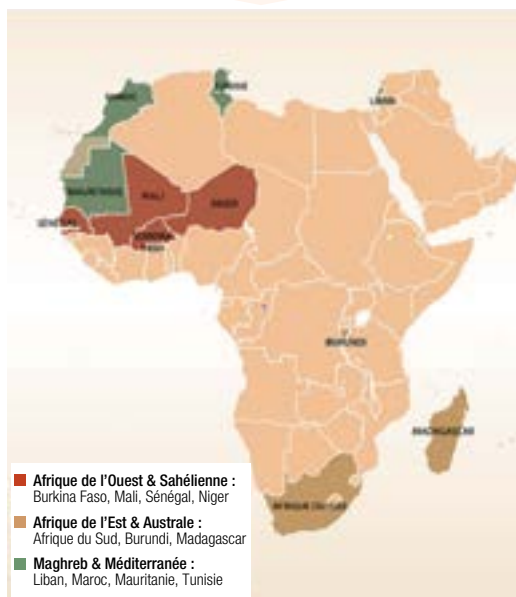 MAROC
TUNISIE
LIBAN
MAURITANIE
MALI
NIGER
SÉNÉGAL
BURKINA
FASO
BURUNDI
MADAGASCAR
AFRIQUE DU SUD
Afrique de l’Ouest & Sahélienne :
Burkina Faso, Mali, Sénégal, Niger
Afrique de l’Est & Australe :
Afrique du Sud, Burundi, Madagascar
Maghreb & Méditerranée :
Liban, Maroc, Mauritanie, Tunisie